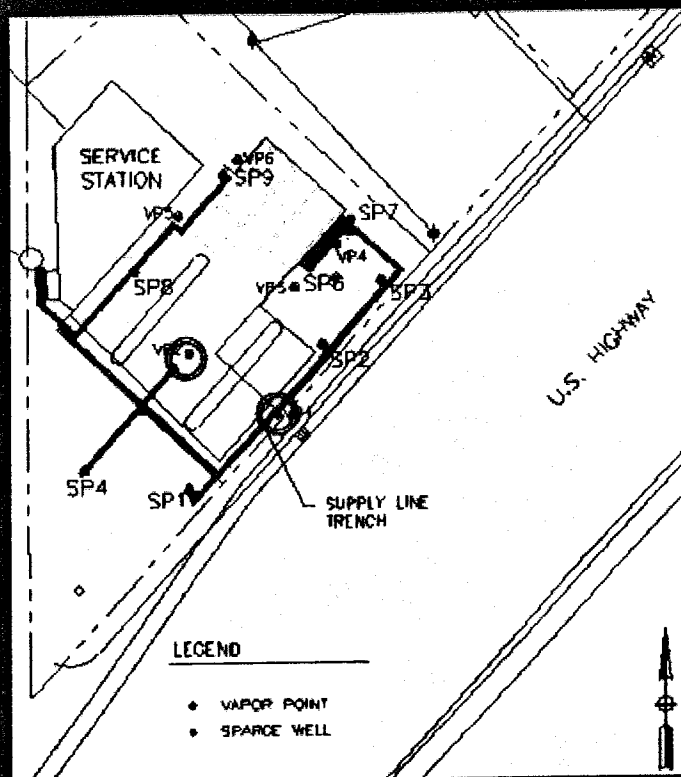 SERVICE
STATION
VP6
SP9
VP5
SP7
VP4
SP8
VP3
SP6
SP3
SP2
U.S. HIGHWAY
SP4
SP1
SUPPLY LINE
TRENCH
LEGEND
VAPOR POINT
SPARGE WELL